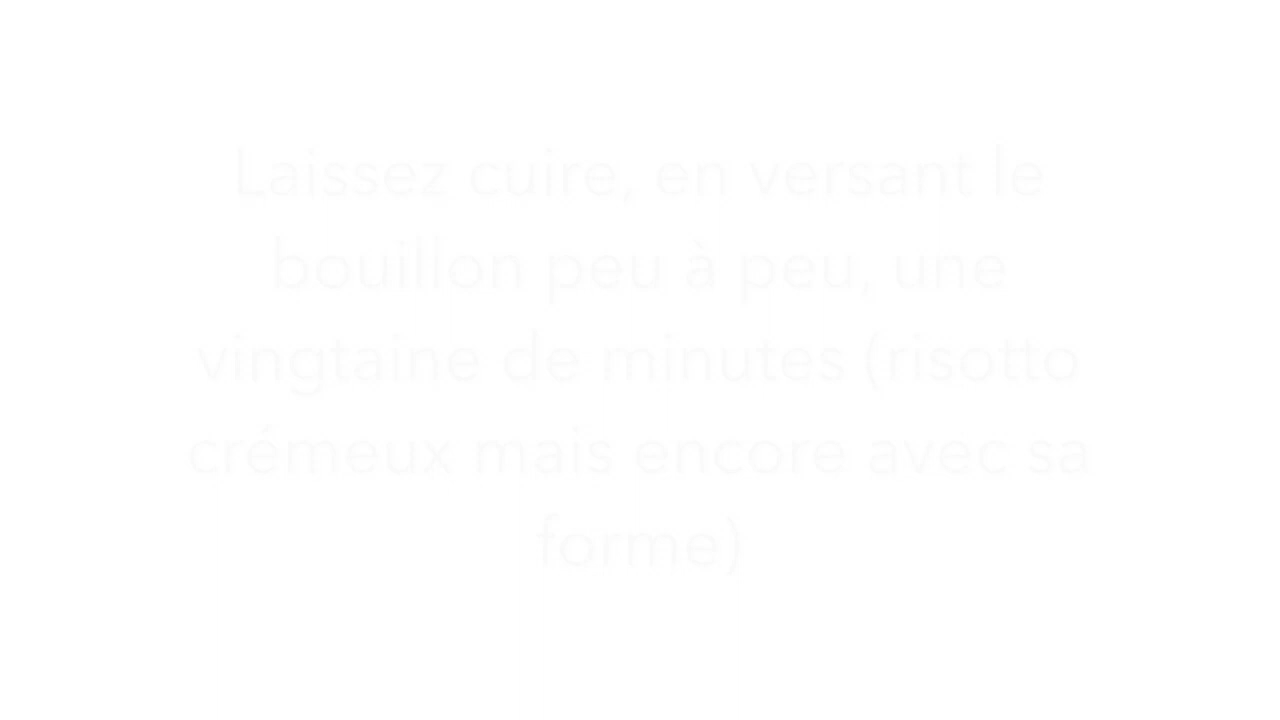 Laissez cuire, en versant le
bouillon peu à peu, une
vingtaine de minutes (risotto
crémeux mais encore avec sa
forme)